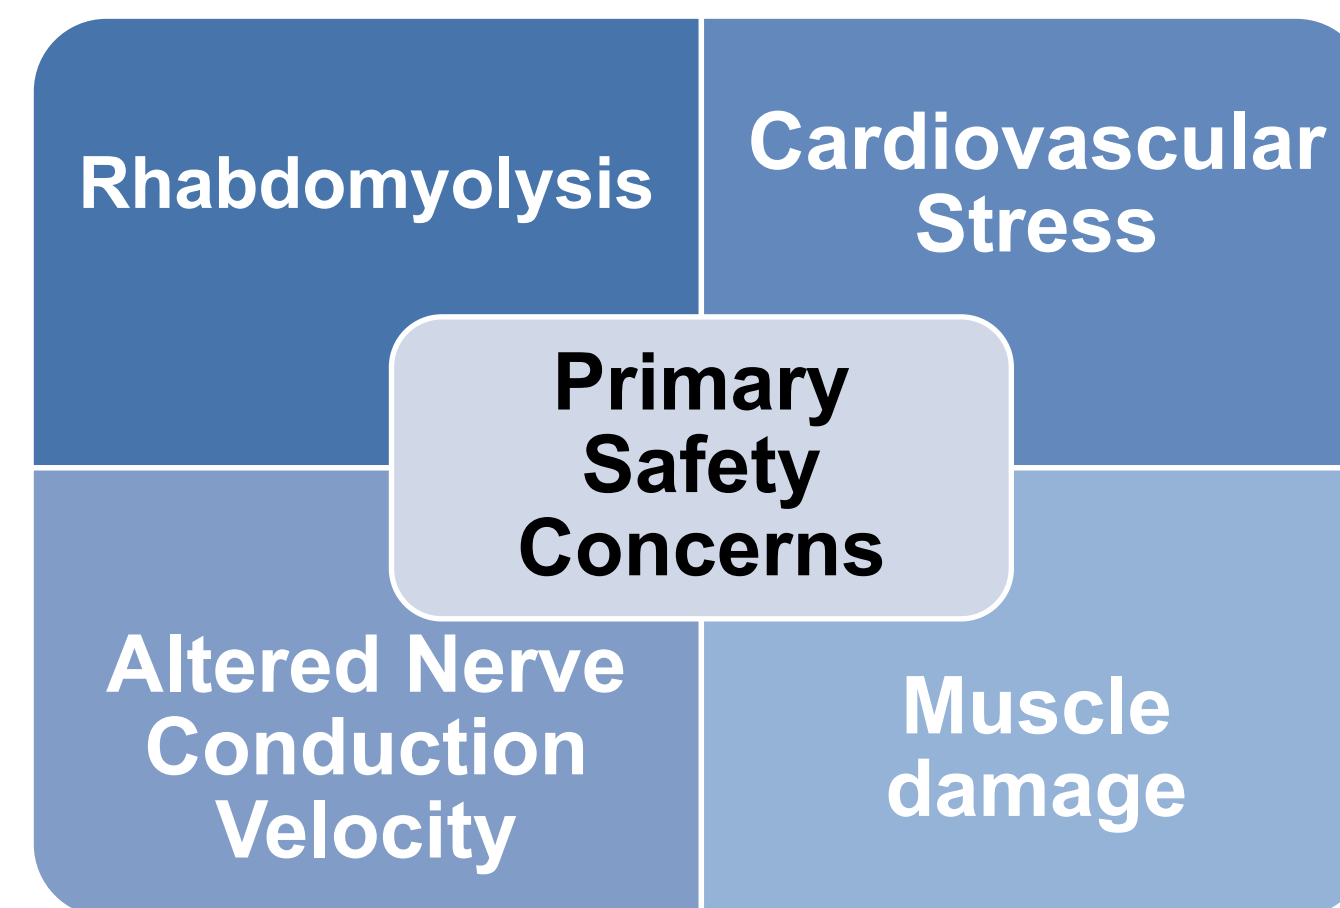 Rhabdomyolysis
Cardiovascular
Stress
Primary
Safety
Concerns
Altered Nerve
Conduction
Velocity
Muscle
damage